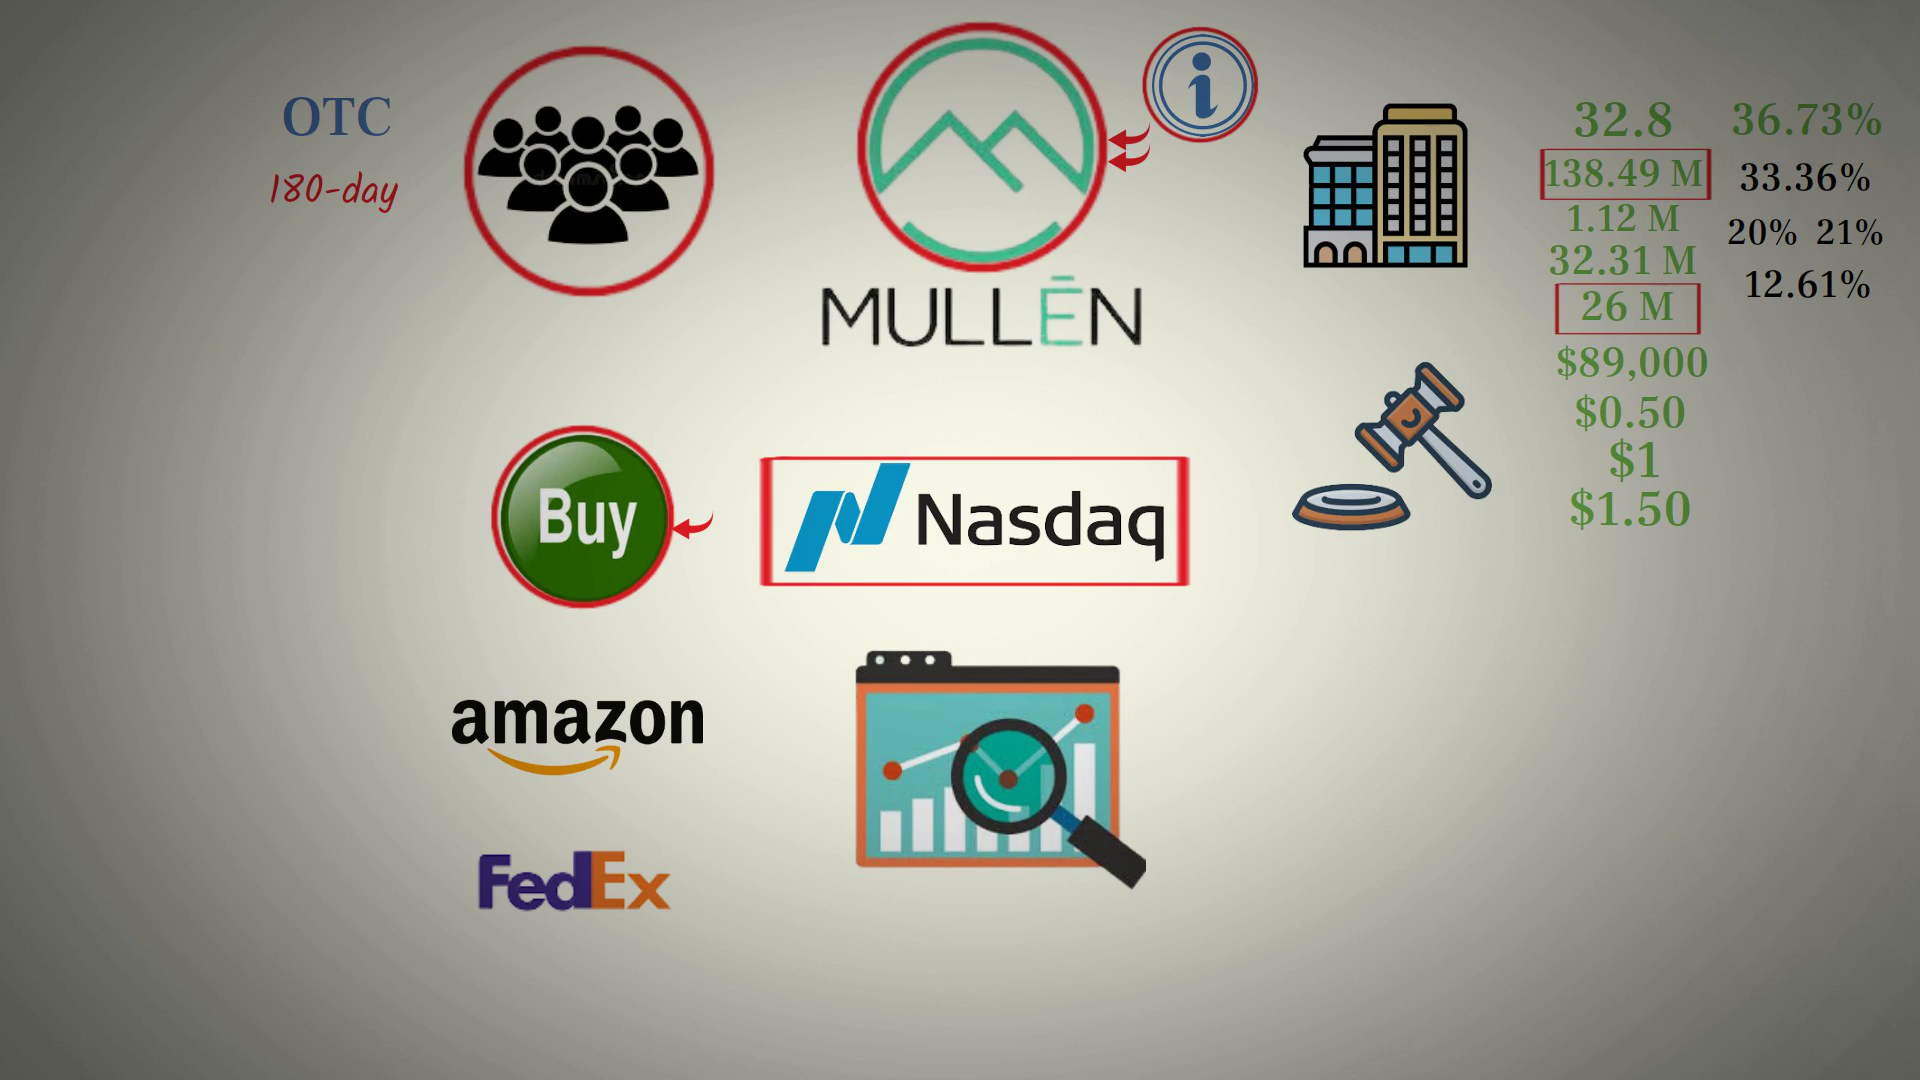 OTC
180-day
MULLĒN
i
32.8
138.49 M
1.12 M
32.31 M
26 M
$89,000
$0.50
$1
$1.50
36.73%
33.36%
20% 21%
12.61%
Buy
Nasdaq
amazon
FedEx